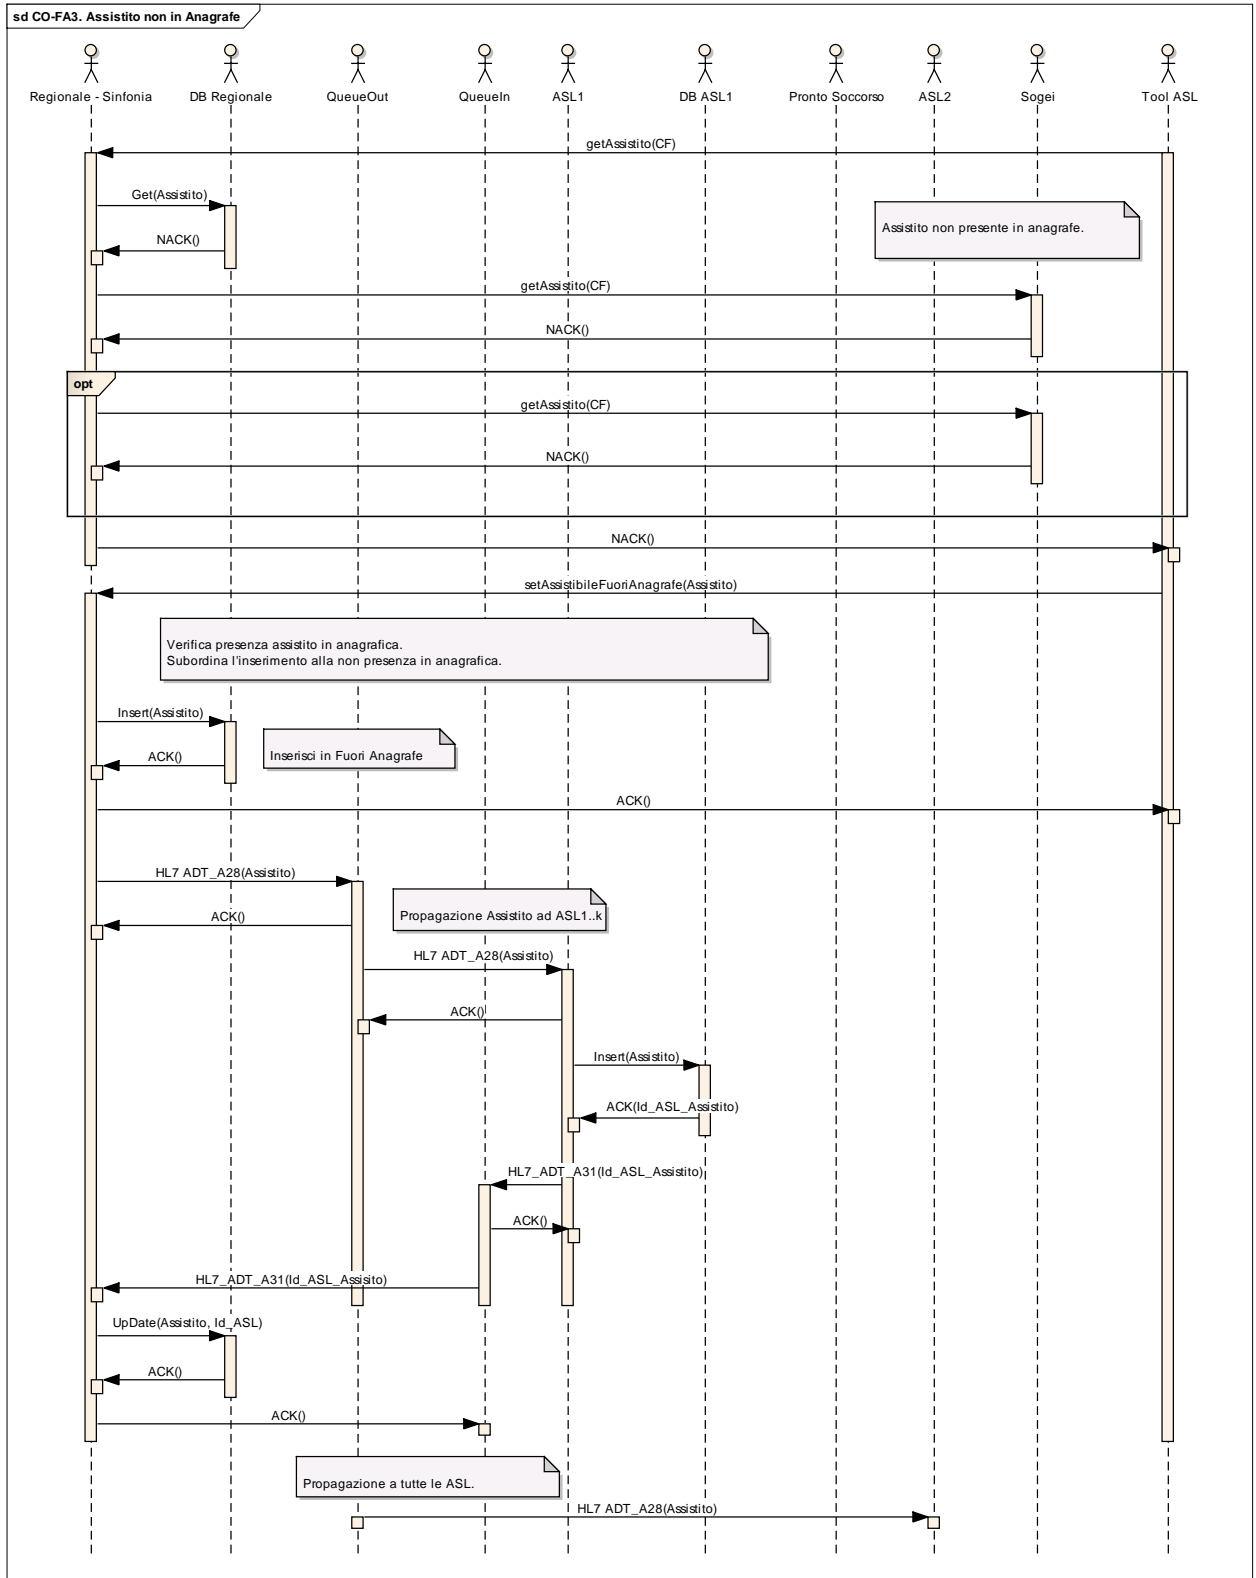 sd CO-FA3. Assistito non in Anagrafe
Regionale - Sinfonia
DB Regionale
QueueOut
QueueIn
ASL1
DB ASL1
Pronto Soccorso
ASL2
Sogei
Tool ASL
getAssistito(CF)
Get(Assistito)
Assistito non presente in anagrafe.
NACK()
getAssistito(CF)
NACK()
opt
getAssistito(CF)
NACK()
NACK()
setAssistibileFuoriAnagrafe(Assistito)
Verifica presenza assistito in anagrafica.
Subordina l'inserimento alla non presenza in anagrafica.
Insert(Assistito)
Inserisci in Fuori Anagrafe
ACK()
ACK()
HL7 ADT_A28(Assistito)
Propagazione Assistito ad ASL1..k
ACK()
HL7 ADT_A28(Assistito)
ACK()
Insert(Assistito)
ACK(Id_ASL_Assistito)
HL7_ADT_A31(Id_ASL_Assistito)
ACK()
HL7_ADT_A31(Id_ASL_Assisito)
UpDate(Assistito, Id_ASL)
ACK()
ACK()
Propagazione a tutte le ASL.
HL7 ADT_A28(Assistito)